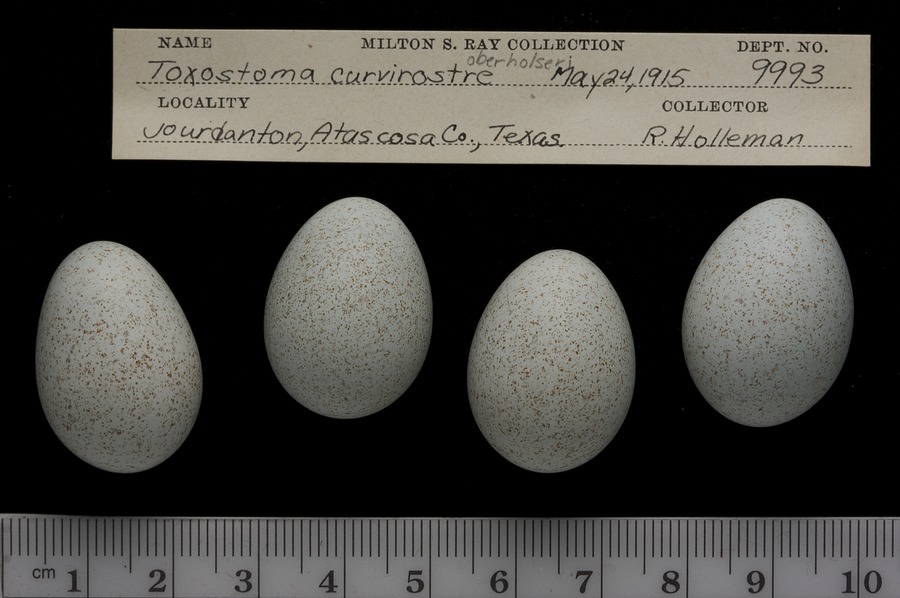 NAME MILTON S. RAY COLLECTION DEPT. NO.
oberholseri
Toxostoma curvirostre May 24, 1915 9993
LOCALITY COLLECTOR
Jourdanton, Atascosa Co., Texas R. Holleman
cm 1 2 3 4 5 6 7 8 9 10